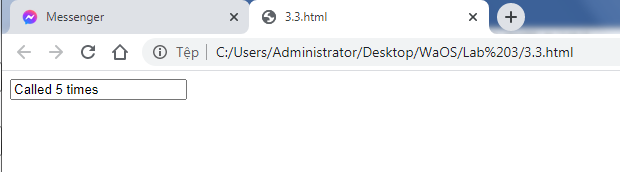 Messenger
3.3.html
Tệp
C:/Users/Administrator/Desktop/WaOS/Lab%203/3.3.html
Called 5 times